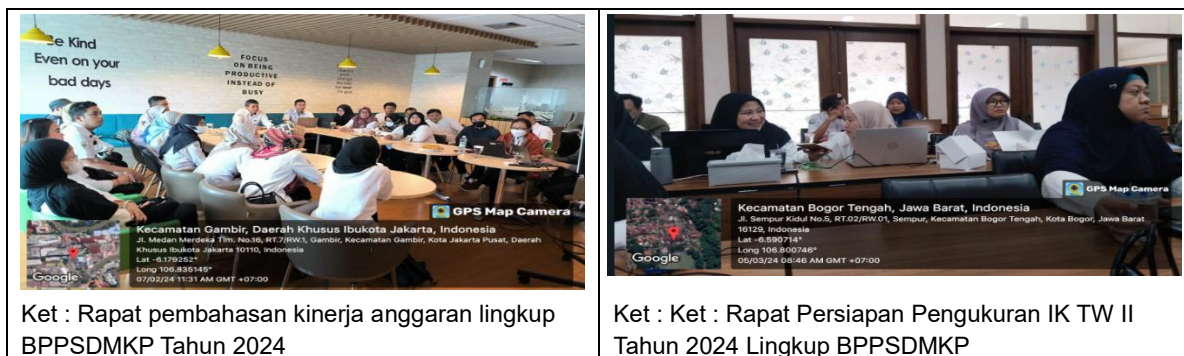 Be Kind
Even on your
bad days
FOCUS
ON BEING
PRODUCTIVE
INSTEAD OF
BUSY
GPS Map Camera
Kecamatan Gambir, Daerah Khusus Ibukota Jakarta, Indonesia
Jl. Medan Merdeka Tim. No.16, RT.7/RW.1, Gambir, Kecamatan Gambir, Kota Jakarta Pusat, Daerah
Khusus Ibukota Jakarta 10110, Indonesia
Lat -6.179252°
Long 106.835145°
07/02/24 11:31 AM GMT +07:00
Google
Ket : Rapat pembahasan kinerja anggaran lingkup
BPPSDMKP Tahun 2024
GPS Map Camera
Kecamatan Bogor Tengah, Jawa Barat, Indonesia
Jl. Sempur Kidul No.5, RT.02/RW.01, Sempur, Kecamatan Bogor Tengah, Kota Bogor, Jawa Barat
16129, Indonesia
Lat -6.590714°
Long 106.800746°
05/03/24 08:46 AM GMT +07:00
Google
Ket : Ket : Rapat Persiapan Pengukuran IK TW II
Tahun 2024 Lingkup BPPSDMKP